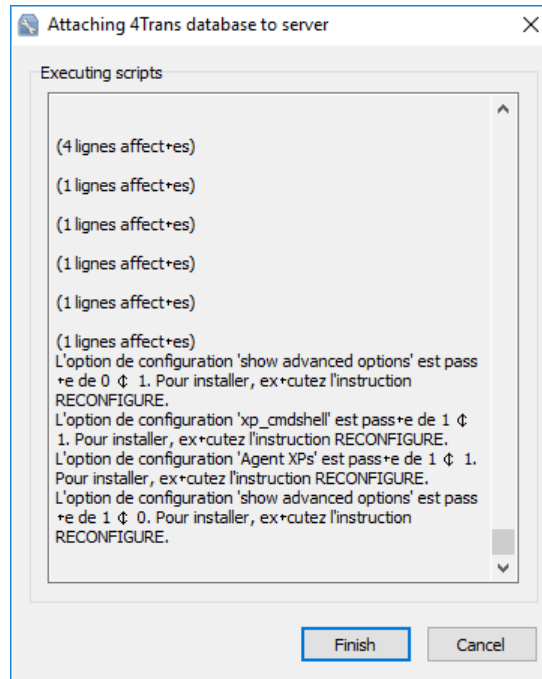 Attaching 4Trans database to server
Executing scripts
(4 lignes affect+es)
(1 lignes affect+es)
(1 lignes affect+es)
(1 lignes affect+es)
(1 lignes affect+es)
(1 lignes affect+es)
L'option de configuration 'show advanced options' est pass
+e de 0 ¢ 1. Pour installer, ex+cutez l'instruction
RECONFIGURE.
L'option de configuration 'xp_cmdshell' est pass+e de 1 ¢
1. Pour installer, ex+cutez l'instruction RECONFIGURE.
L'option de configuration 'Agent XPs' est pass+e de 1 ¢ 1.
Pour installer, ex+cutez l'instruction RECONFIGURE.
L'option de configuration 'show advanced options' est pass
+e de 1 ¢ 0. Pour installer, ex+cutez l'instruction
RECONFIGURE.
Finish
Cancel